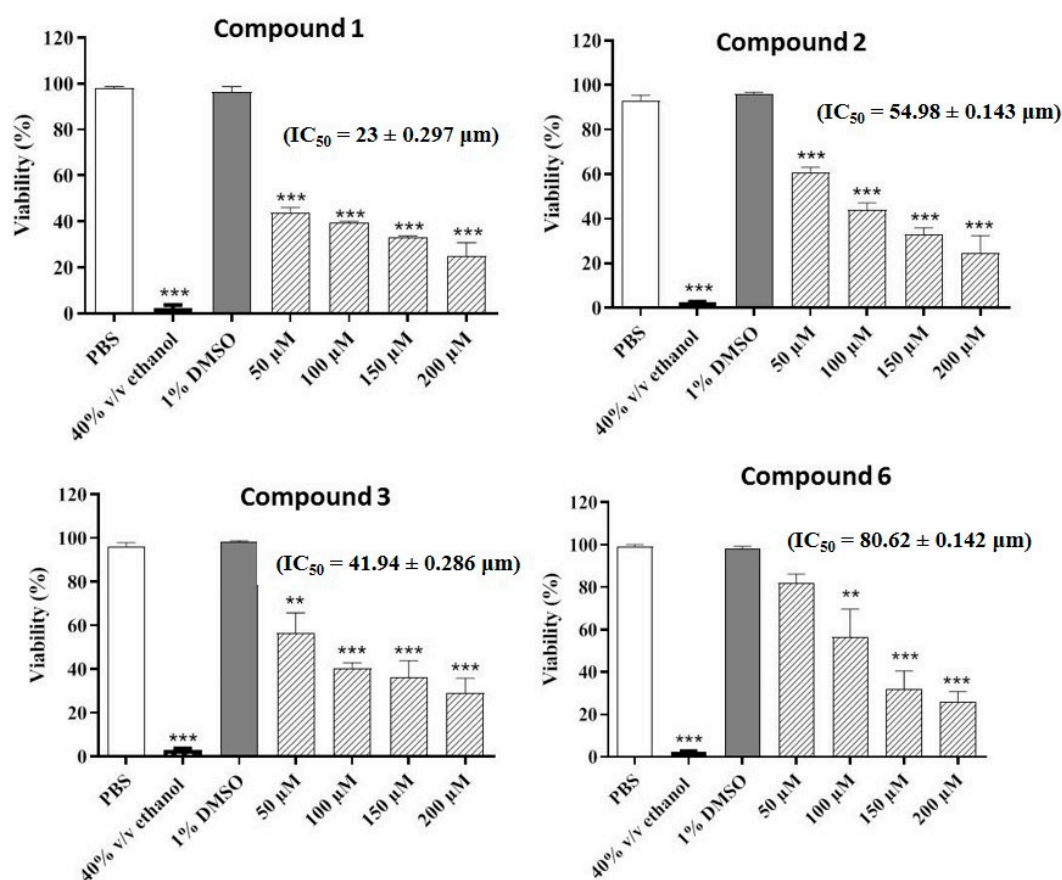 Compound 1
120
100
80
60
40
20
0
Viability (%)
(IC50 = 23 ± 0.297 µm)
***
***
***
***
***
PBS
40% v/v ethanol
1% DMSO
50 µM
100 µM
150 µM
200 µM
Compound 2
120
100
80
60
40
20
0
Viability (%)
(IC50 = 54.98 ± 0.143 µm)
***
***
***
***
***
PBS
40% v/v ethanol
1% DMSO
50 µM
100 µM
150 µM
200 µM
Compound 3
120
100
80
60
40
20
0
Viability (%)
(IC50 = 41.94 ± 0.286 µm)
***
**
***
***
***
PBS
40% v/v ethanol
1% DMSO
50 µM
100 µM
150 µM
200 µM
Compound 6
120
100
80
60
40
20
0
Viability (%)
(IC50 = 80.62 ± 0.142 µm)
***
**
***
***
PBS
40% v/v ethanol
1% DMSO
50 µM
100 µM
150 µM
200 µM